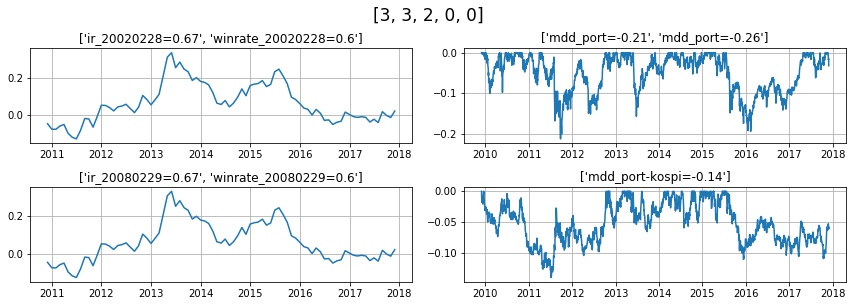 [3, 3, 2, 0, 0]
['ir_20020228=0.67', 'winrate_20020228=0.6']
0.2
0.0
2011 2012 2013 2014 2015 2016 2017 2018
['mdd_port=-0.21', 'mdd_port=-0.26']
0.0
−0.1
−0.2
2010 2011 2012 2013 2014 2015 2016 2017 2018
['ir_20080229=0.67', 'winrate_20080229=0.6']
0.2
0.0
2011 2012 2013 2014 2015 2016 2017 2018
['mdd_port-kospi=-0.14']
0.00
−0.05
−0.10
2010 2011 2012 2013 2014 2015 2016 2017 2018